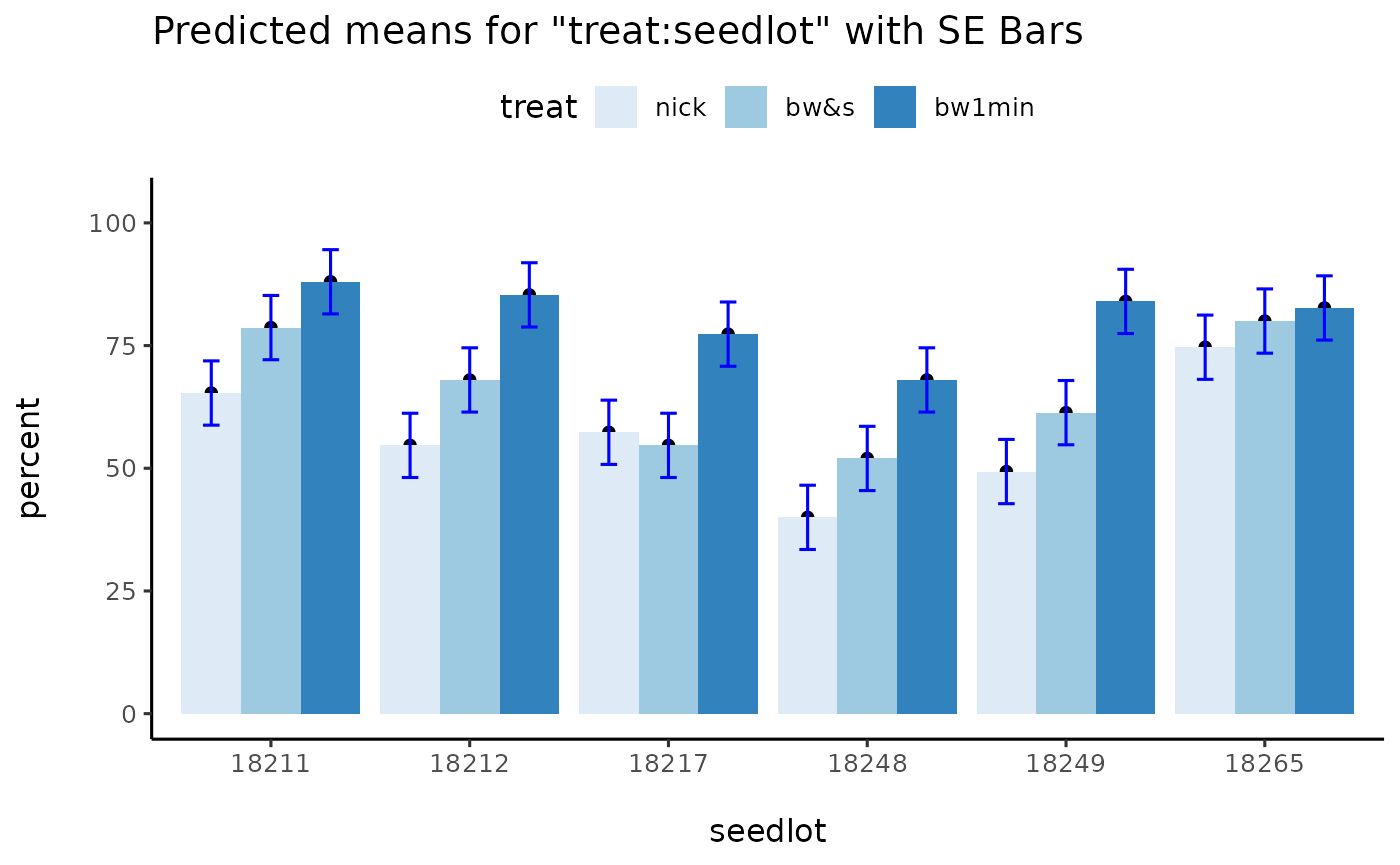 Predicted means for "treat:seedlot" with SE Bars
treat nick bw&s bw1min
100
75
50
25
0
percent
18211 18212 18217 18248 18249 18265
seedlot